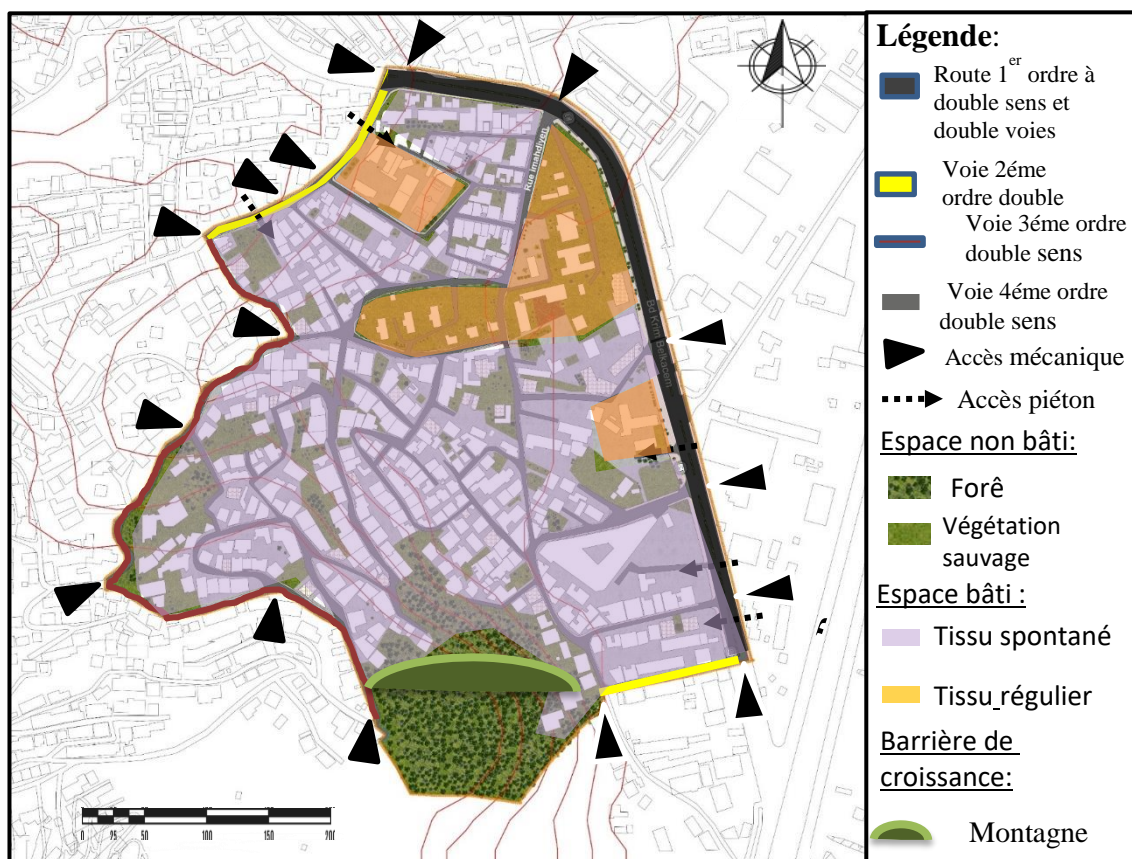 Rue Imahdiyen
Bd Krim Belkacem
M
0 25 50 100 150 200
Légende:
Route 1er ordre à
double sens et
double voies
Voie 2éme
ordre double
Voie 3éme ordre
double sens
Voie 4éme ordre
double sens
Accès mécanique
Accès piéton
Espace non bâti:
Forê
Végétation
sauvage
Espace bâti :
Tissu spontané
Tissu régulier
Barrière de
croissance:
Montagne